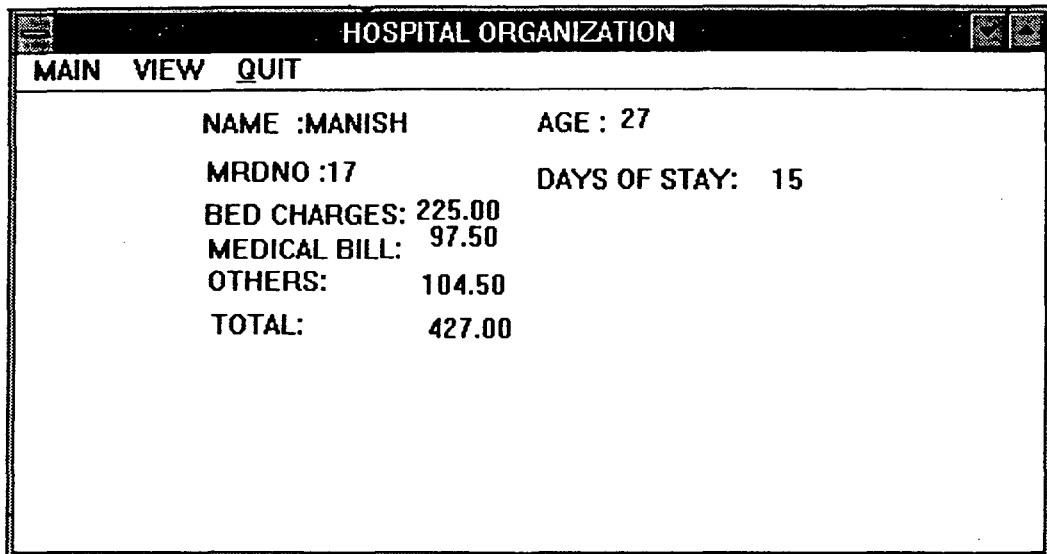 HOSPITAL ORGANIZATION
MAIN VIEW QUIT
NAME :MANISH AGE : 27
MRDNO :17 DAYS OF STAY: 15
BED CHARGES: 225.00
MEDICAL BILL: 97.50
OTHERS: 104.50
TOTAL: 427.00